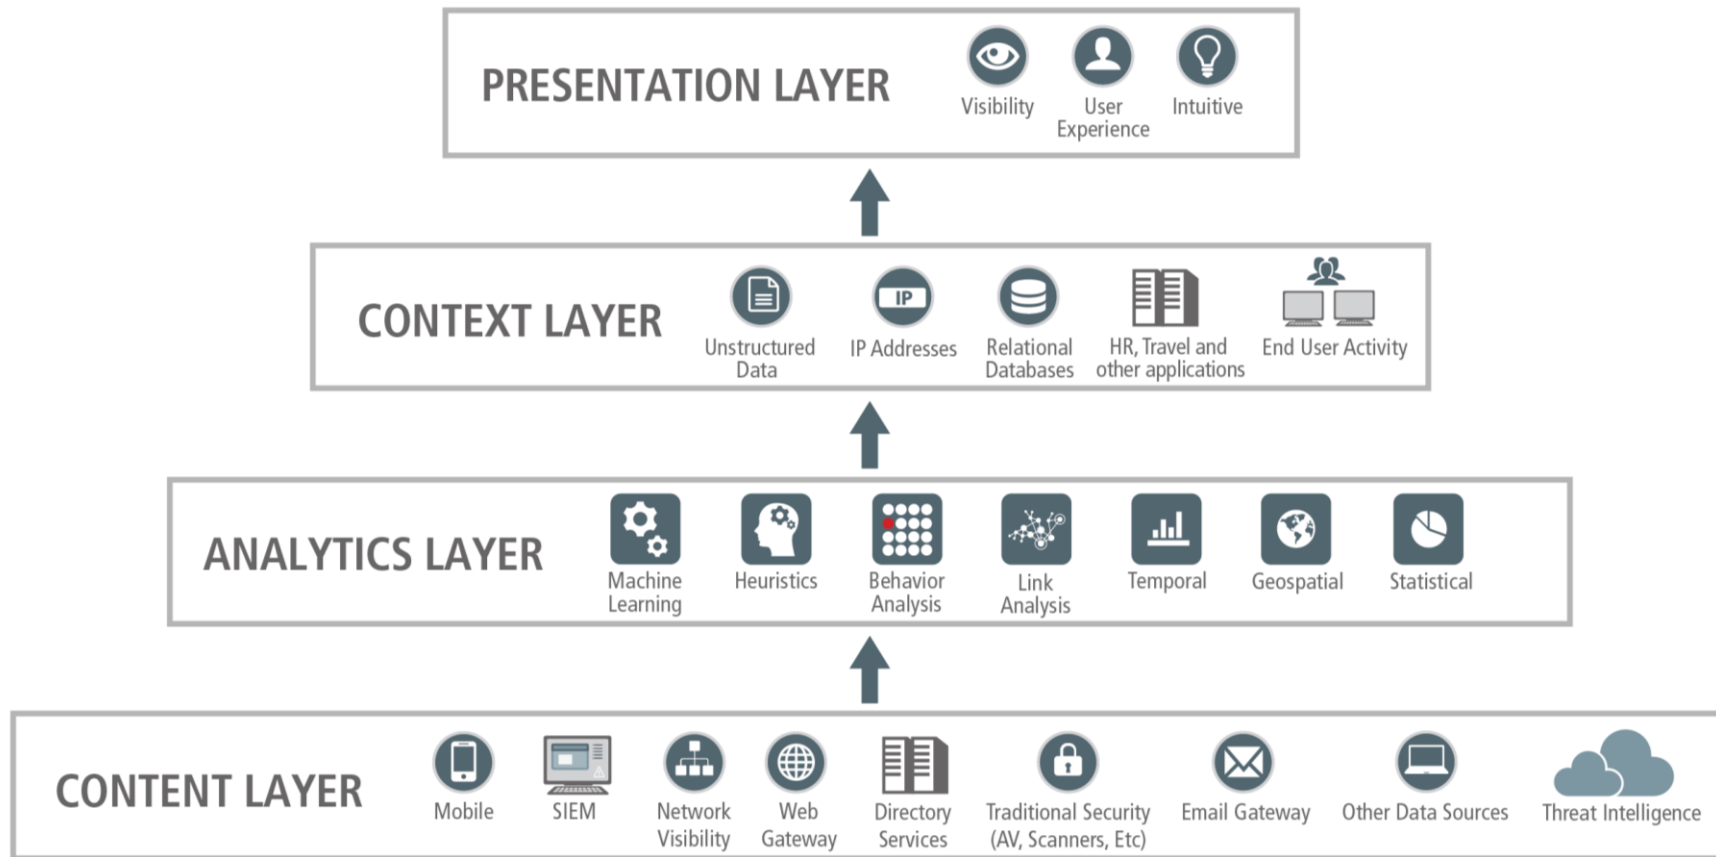 PRESENTATION LAYER
Visibility
User
Experience
Intuitive
CONTEXT LAYER
Unstructured
Data
IP
IP Addresses
Relational
Databases
HR, Travel and
other applications
End User Activity
ANALYTICS LAYER
Machine
Learning
Heuristics
Behavior
Analysis
Link
Analysis
Temporal
Geospatial
Statistical
CONTENT LAYER
Mobile
SIEM
Network
Visibility
Web
Gateway
Directory
Services
Traditional Security
(AV, Scanners, Etc)
Email Gateway
Other Data Sources
Threat Intelligence